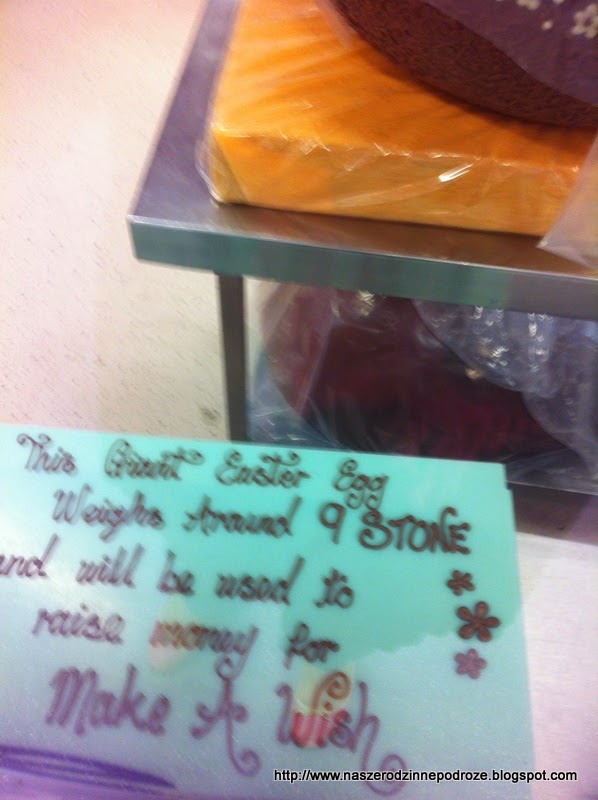 This Giant Easter Egg
Weighs Around 9 STONE
and will be used to
raise money for
Make A Wish
http://www.naszerodzinnepodroze.blogspot.com